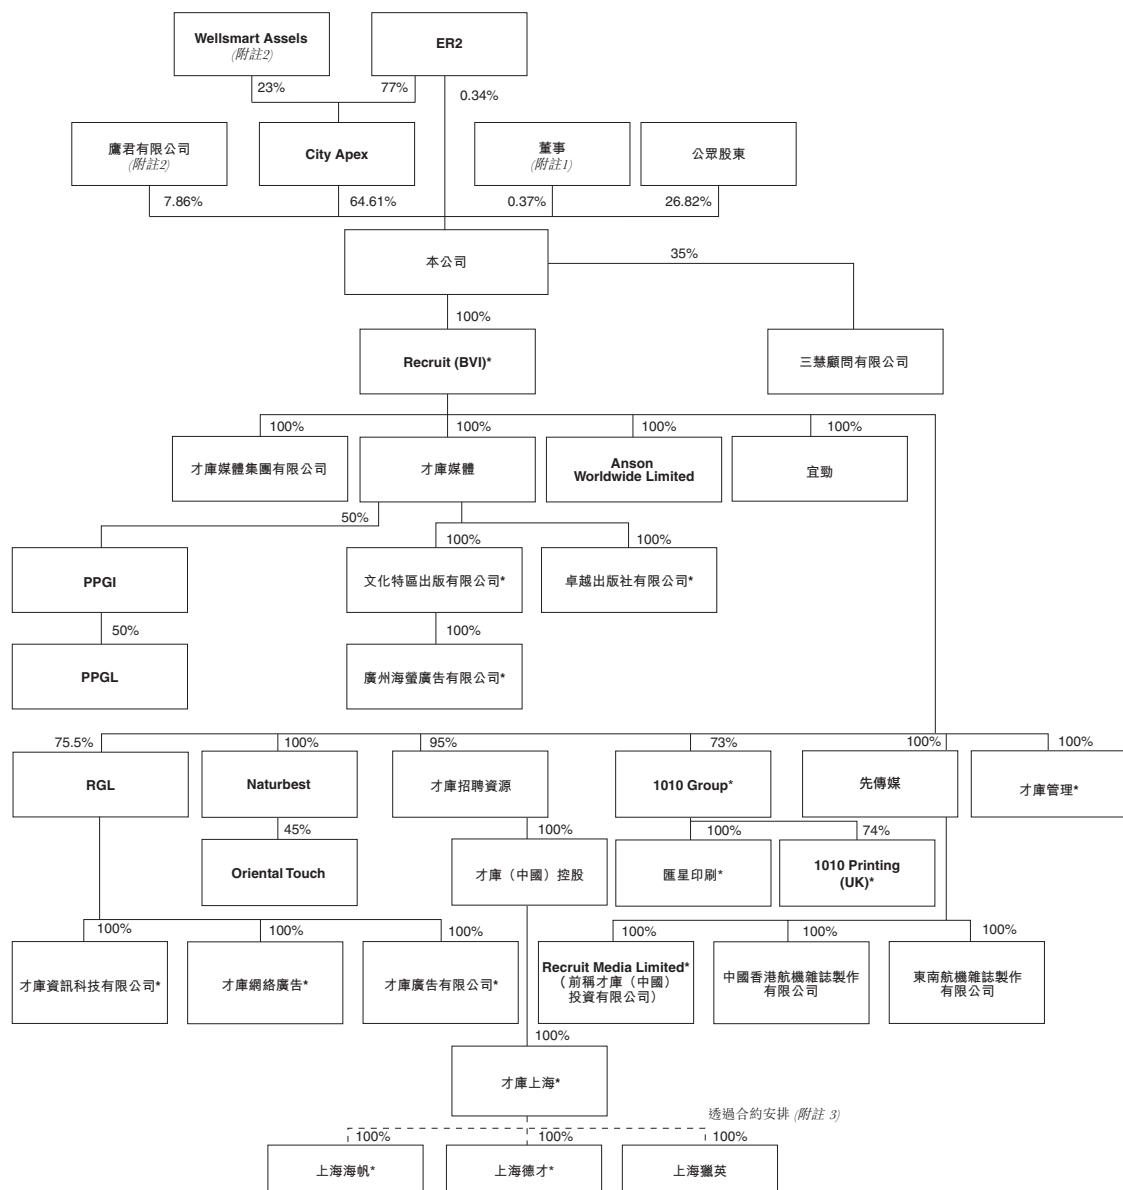 Wellsmart Assels
(附註2)
ER2
23%
77%
0.34%
鷹君有限公司
(附註2)
City Apex
董事
(附註1)
公眾股東
7.86%
64.61%
0.37%
26.82%
本公司
35%
100%
Recruit (BVI)*
三慧顧問有限公司
100%
100%
100%
100%
才庫媒體集團有限公司
才庫媒體
Anson
Worldwide Limited
宜勁
50%
100%
100%
PPGI
文化特區出版有限公司*
卓越出版社有限公司*
50%
100%
PPGL
廣州海螢廣告有限公司*
75.5%
100%
95%
73%
100%
100%
RGL
Naturbest
才庫招聘資源
1010 Group*
先傳媒
才庫管理*
45%
100%
100%
74%
Oriental Touch
才庫（中國）控股
匯星印刷*
1010 Printing
(UK)*
100%
100%
100%
100%
100%
100%
才庫資訊科技有限公司*
才庫網絡廣告*
才庫廣告有限公司*
Recruit Media Limited*
（前稱才庫（中國）
投資有限公司）
中國香港航機雜誌製作
有限公司
東南航機雜誌製作
有限公司
100%
才庫上海*
透過合約安排 (附註 3)
100%
100%
100%
上海海帆*
上海德才*
上海獵英